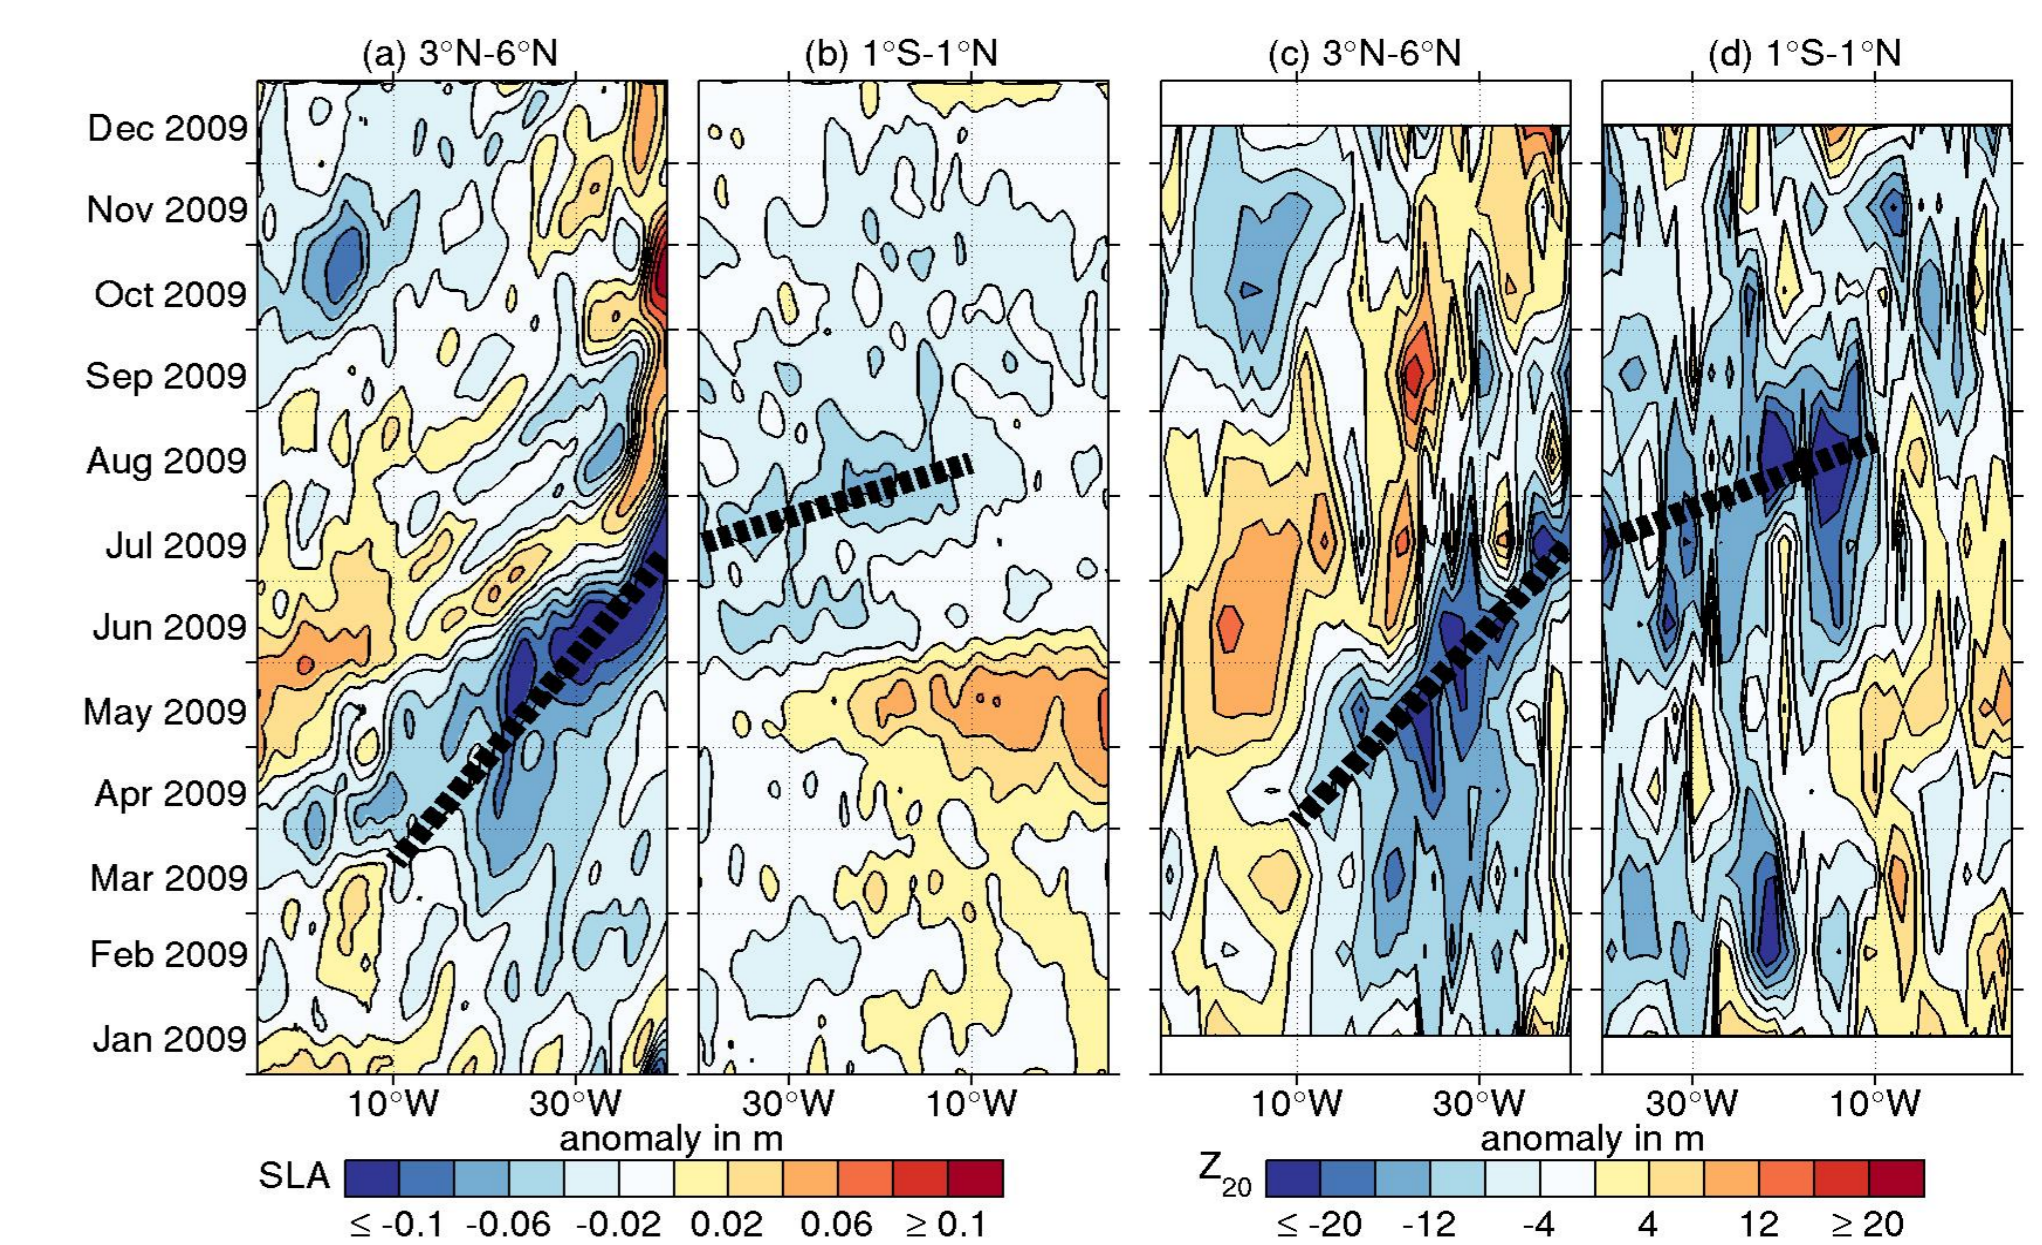 (a) 3°N-6°N (b) 1°S-1°N (c) 3°N-6°N (d) 1°S-1°N
Dec 2009
Nov 2009
Oct 2009
Sep 2009
Aug 2009
Jul 2009
Jun 2009
May 2009
Apr 2009
Mar 2009
Feb 2009
Jan 2009
10°W 30°W 30°W 10°W 10°W 30°W 30°W 10°W
anomaly in m anomaly in m
SLA Z20
≤ -0.1 -0.06 -0.02 0.02 0.06 ≥ 0.1 ≤ -20 -12 -4 4 12 ≥ 20